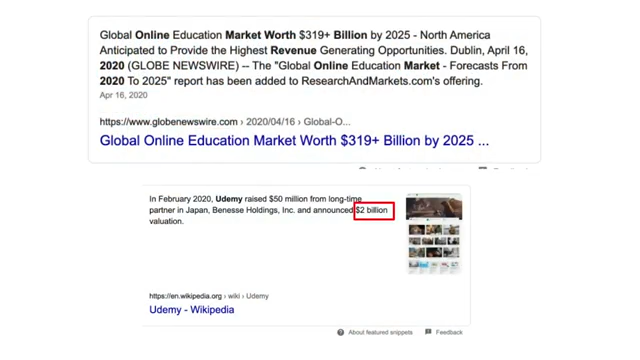 Global Online Education Market Worth $319+ Billion by 2025 - North America
Anticipated to Provide the Highest Revenue Generating Opportunities. Dublin, April 16,
2020 (GLOBE NEWSWIRE) -- The "Global Online Education Market - Forecasts From
2020 To 2025" report has been added to ResearchAndMarkets.com's offering.
Apr 16, 2020
https://www.globenewswire.com › 2020/04/16 › Global-O...
Global Online Education Market Worth $319+ Billion by 2025 ...
In February 2020, Udemy raised $50 million from long-time
partner in Japan, Benesse Holdings, Inc. and announced $2 billion
valuation.
https://en.wikipedia.org › wiki › Udemy
Udemy - Wikipedia
About featured snippets Feedback